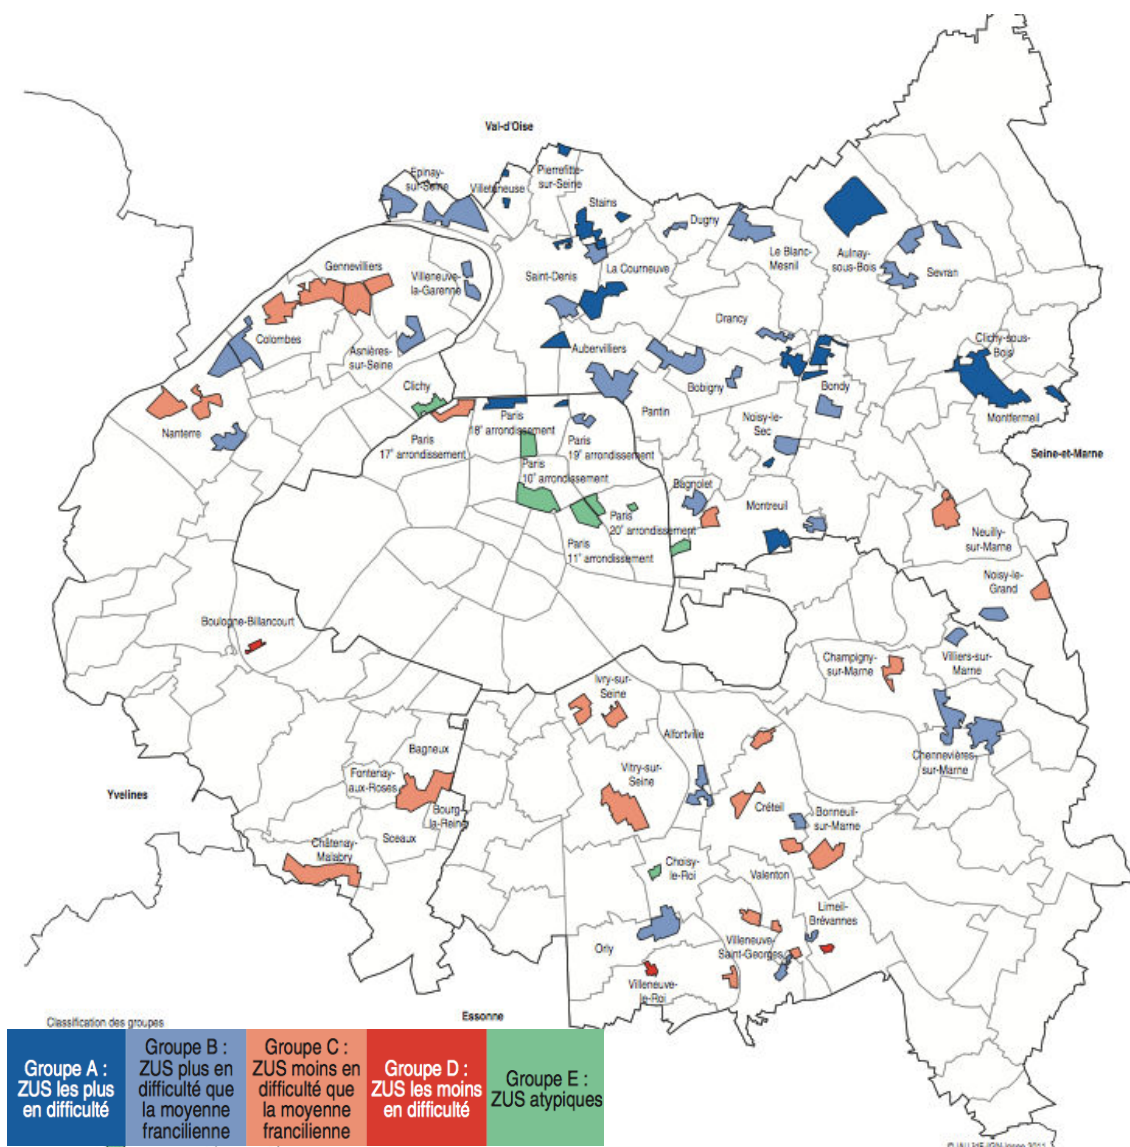 Val-d'Oise
Epinay-
sur-Seine
Villetaneuse
Pierrefitte-
sur-Seine
Stains
Dugny
Le Blanc-
Mesnil
Aulnay-
sous-Bois
Sevran
Gennevilliers
Villeneuve-
la-Garenne
Saint-Denis
La Courneuve
Colombes
Asnières-
sur-Seine
Aubervilliers
Drancy
Clichy-sous-
Bois
Clichy
Bobigny
Bondy
Montfermeil
Nanterre
Paris
17e arrondissement
Paris
18e arrondissement
Pantin
Noisy-le-
Sec
Paris
19e arrondissement
Seine-et-Marne
Paris
10e arrondissement
Bagnolet
Montreuil
Paris
20e arrondissement
Paris
11e arrondissement
Neuilly-
sur-Marne
Noisy-le-
Grand
Boulogne-Billancourt
Champigny-
sur-Marne
Villiers-sur-
Marne
Ivry-sur-
Seine
Alfortville
Bagneux
Chennevières-
sur-Marne
Fontenay-
aux-Roses
Vitry-sur-
Seine
Yvelines
Bourg-
la-Reine
Créteil
Bonneuil-
sur-Marne
Sceaux
Châtenay-
Malabry
Choisy-
le-Roi
Valenton
Limeil-
Brévannes
Orly
Villeneuve-
Saint-Georges
Villeneuve-
le-Roi
Essonne
Classification des groupes
Groupe A :
ZUS les plus
en difficulté
Groupe B :
ZUS plus en
difficulté que
la moyenne
francilienne
Groupe C :
ZUS moins en
difficulté que
la moyenne
francilienne
Groupe D :
ZUS les moins
en difficulté
Groupe E :
ZUS atypiques